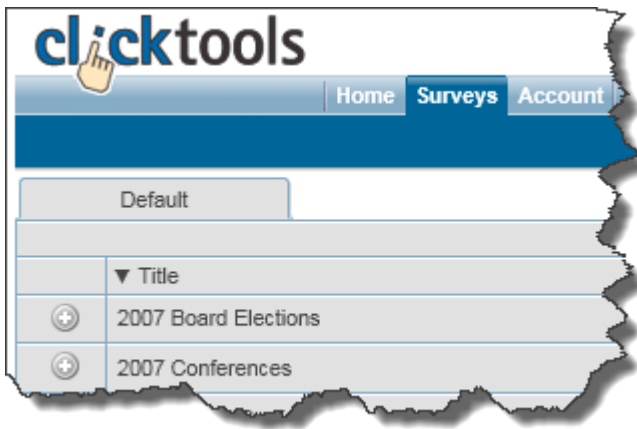 clicktools
Home Surveys Account
Default
▼ Title
2007 Board Elections
2007 Conferences